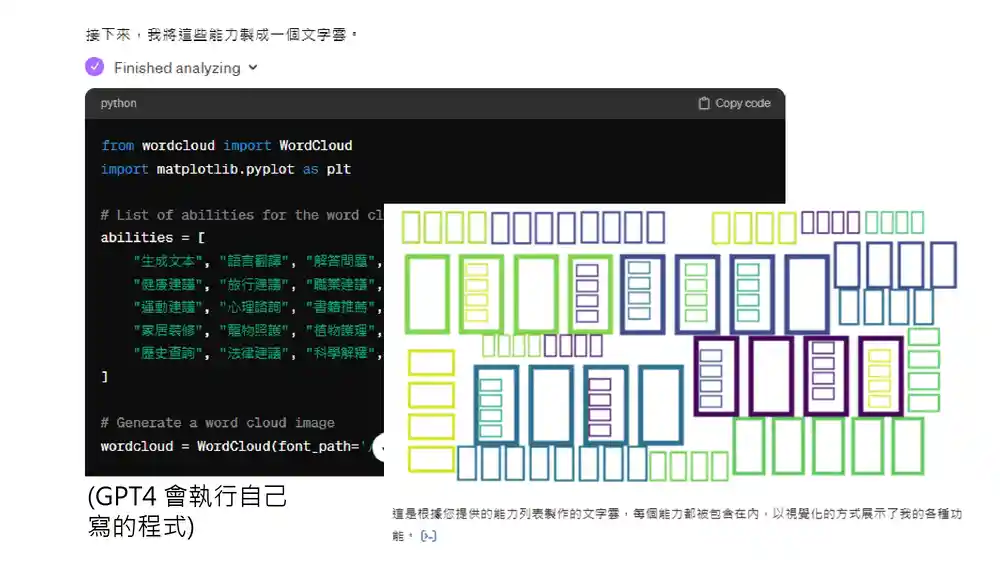 接下來，我將這些能力製成一個文字雲。
Finished analyzing
python
Copy code
from wordcloud import WordCloud
import matplotlib.pyplot as plt
# List of abilities for the word cl
abilities = [
"生成文本", "語言翻譯", "解答問題",
"健康建議", "旅行建議", "職業建議",
"運動建議", "心理諮詢", "書籍推薦",
"家居裝修", "寵物照護", "植物護理",
"歷史查詢", "法律建議", "科學解釋",
]
# Generate a word cloud image
wordcloud = WordCloud(font_path='/
(GPT4 會執行自己
寫的程式)
這是根據您提供的能力列表製作的文字雲，每個能力都被包含在內，以視覺化的方式展示了我的各種功
能。 [>-]